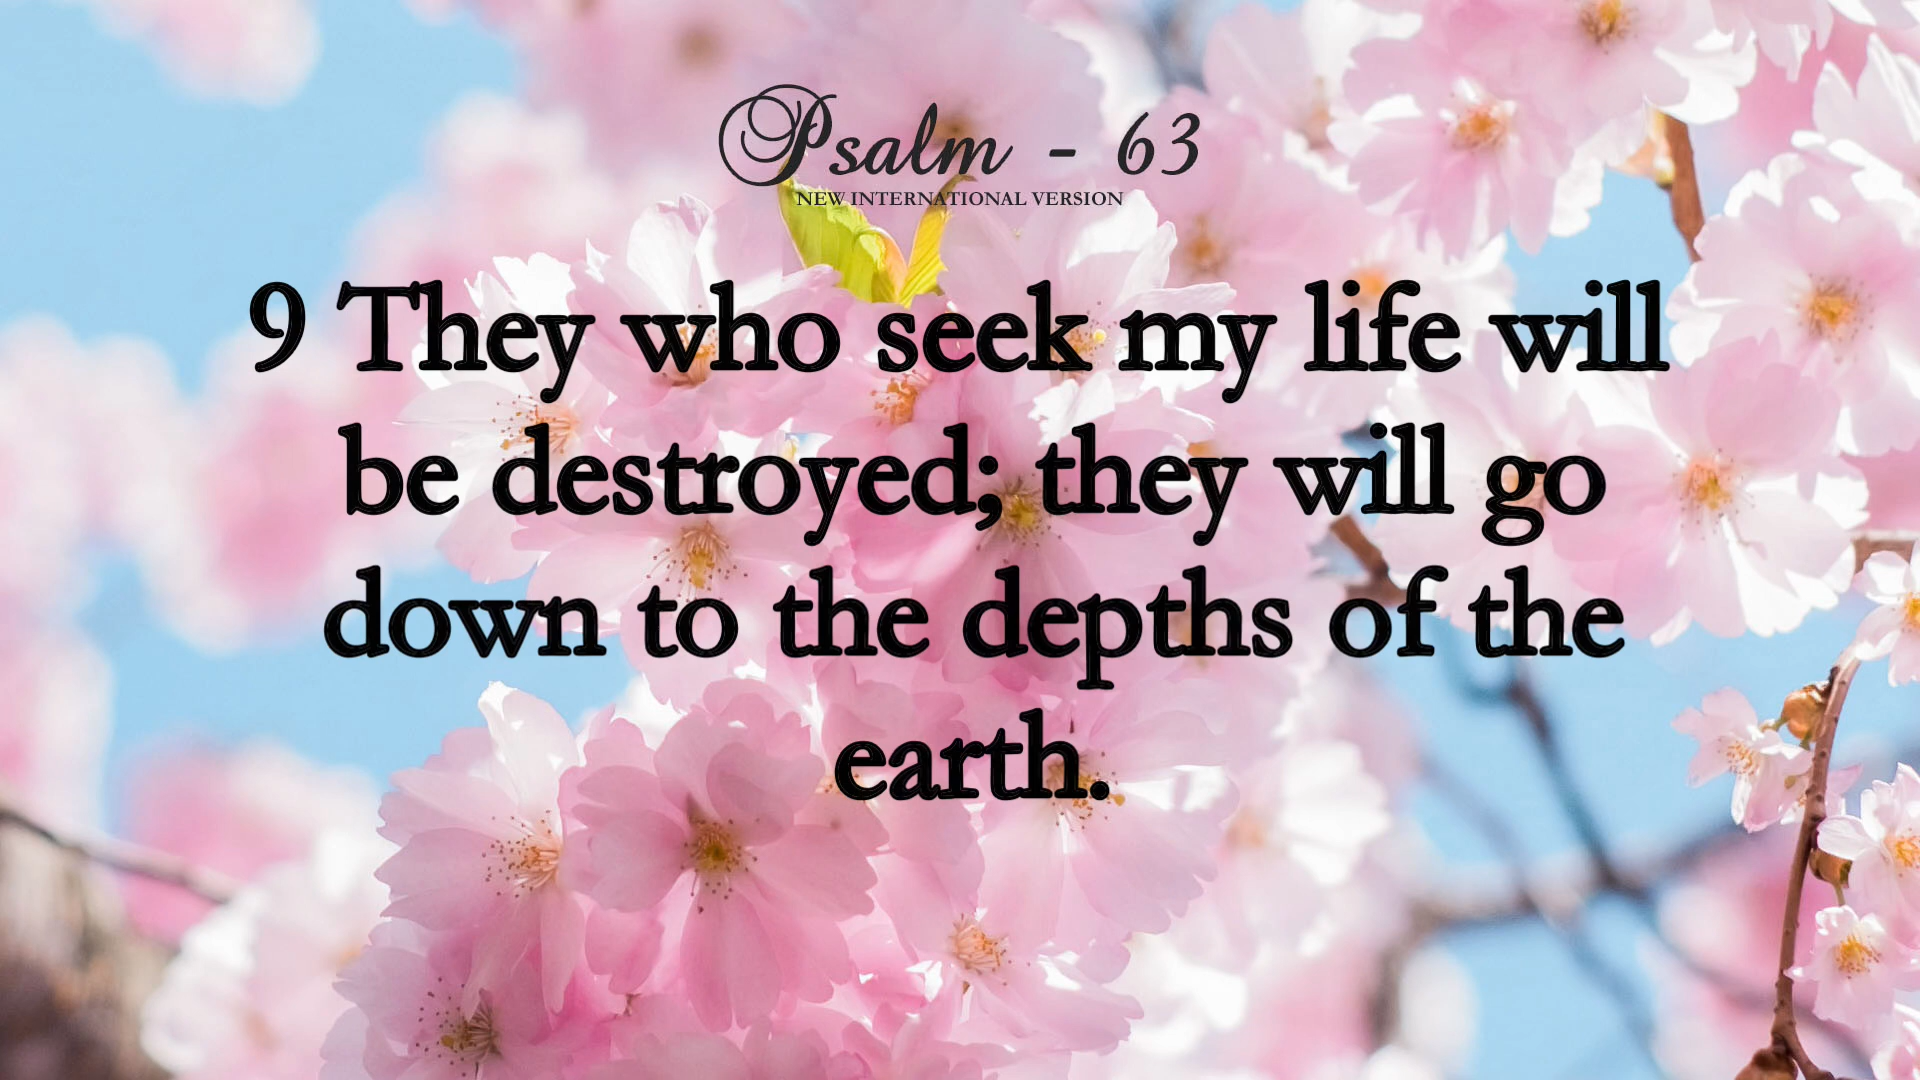 Psalm - 63
NEW INTERNATIONAL VERSION
9 They who seek my life will
be destroyed; they will go
down to the depths of the
earth.